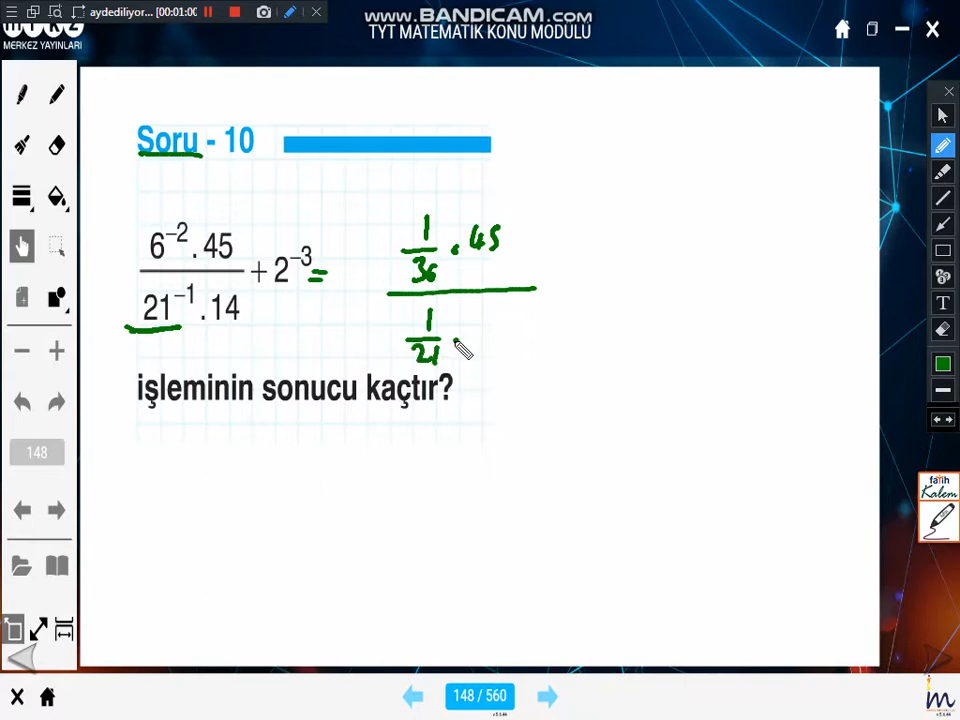 aydediliyor... (00:01:00
www.BANDICAM.com
MERKEZ YAYINLARI
TYT MATEMATİK KONU MODULÜ
Soru - 10
6⁻² . 45
21⁻¹ . 14
+ 2⁻³ =
1
36
. 45
1
21
.
işleminin sonucu kaçtır?
148
T
fatih
Kalem
148 / 560